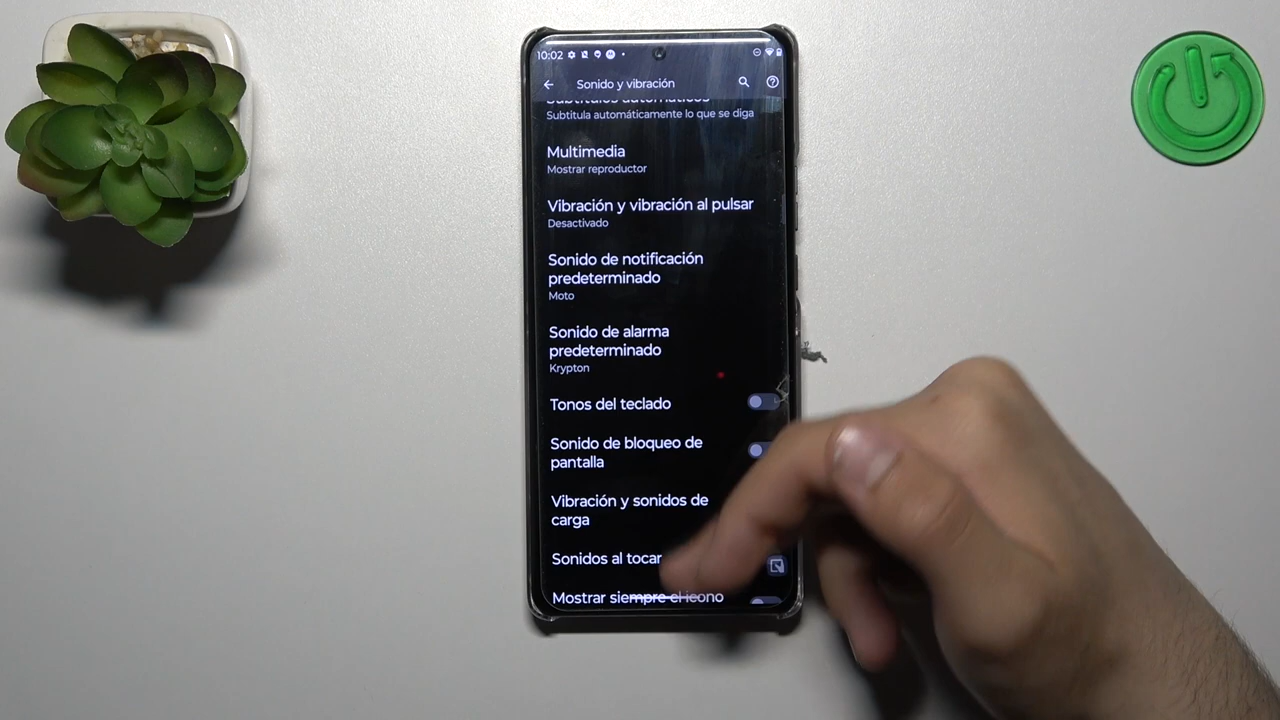 10:02
Sonido y vibración
Subtítulos automáticos
Subtitula automáticamente lo que se diga
Multimedia
Mostrar reproductor
Vibración y vibración al pulsar
Desactivado
Sonido de notificación
predeterminado
Moto
Sonido de alarma
predeterminado
Krypton
Tonos del teclado
Sonido de bloqueo de
pantalla
Vibración y sonidos de
carga
Sonidos al tocar
Mostrar siempre el icono